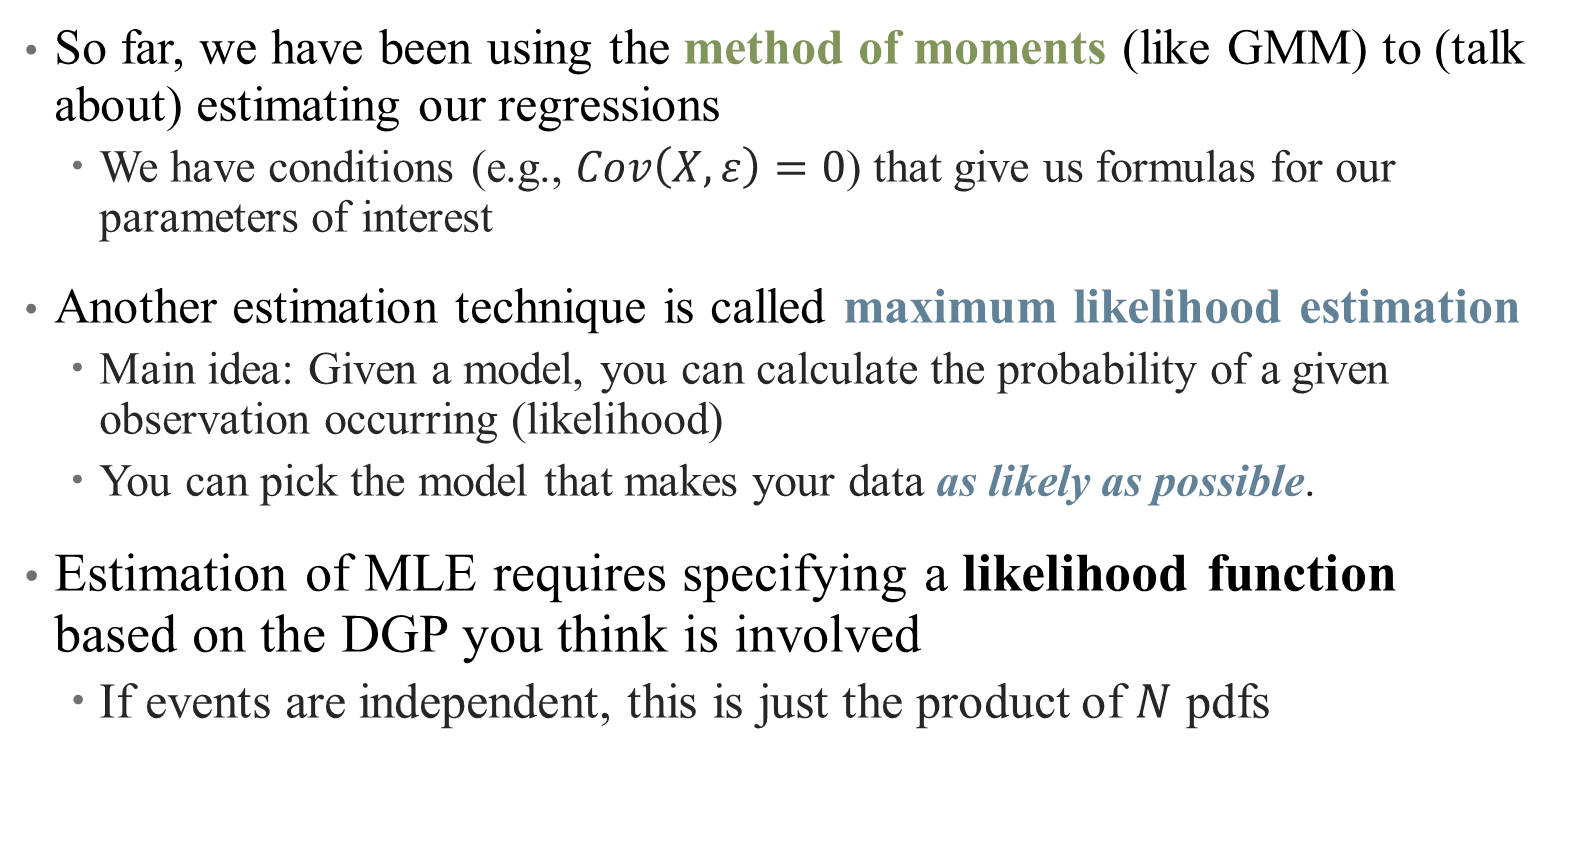 • So far, we have been using the method of moments (like GMM) to (talk
about) estimating our regressions
• We have conditions (e.g., 𝐶𝑜𝑣(𝑋, 𝜀) = 0) that give us formulas for our
parameters of interest
• Another estimation technique is called maximum likelihood estimation
• Main idea: Given a model, you can calculate the probability of a given
observation occurring (likelihood)
• You can pick the model that makes your data as likely as possible.
• Estimation of MLE requires specifying a likelihood function
based on the DGP you think is involved
• If events are independent, this is just the product of 𝑁 pdfs